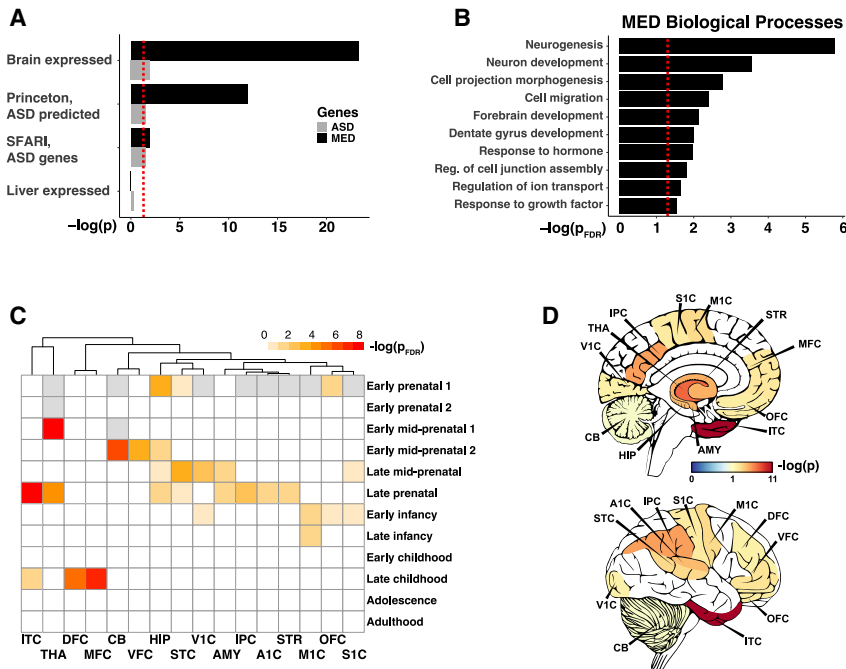 A
Brain expressed
Princeton,
ASD predicted
SFARI,
ASD genes
Liver expressed
Genes
ASD
MED
−log(p)
0 5 10 15 20
B
MED Biological Processes
Neurogenesis
Neuron development
Cell projection morphogenesis
Cell migration
Forebrain development
Dentate gyrus development
Response to hormone
Reg. of cell junction assembly
Regulation of ion transport
Response to growth factor
−log(pFDR)
0 1 2 3 4 5 6
C
0 2 4 6 8
-log(pFDR)
Early prenatal 1
Early prenatal 2
Early mid-prenatal 1
Early mid-prenatal 2
Late mid-prenatal
Late prenatal
Early infancy
Late infancy
Early childhood
Late childhood
Adolescence
Adulthood
ITC DFC CB HIP V1C IPC STR OFC
THA MFC VFC STC AMY A1C M1C S1C
D
S1C
M1C
IPC
STR
THA
MFC
V1C
OFC
CB
ITC
HIP
AMY
-log(p)
0 1 11
A1C
IPC
S1C
M1C
STC
DFC
VFC
V1C
OFC
CB
ITC